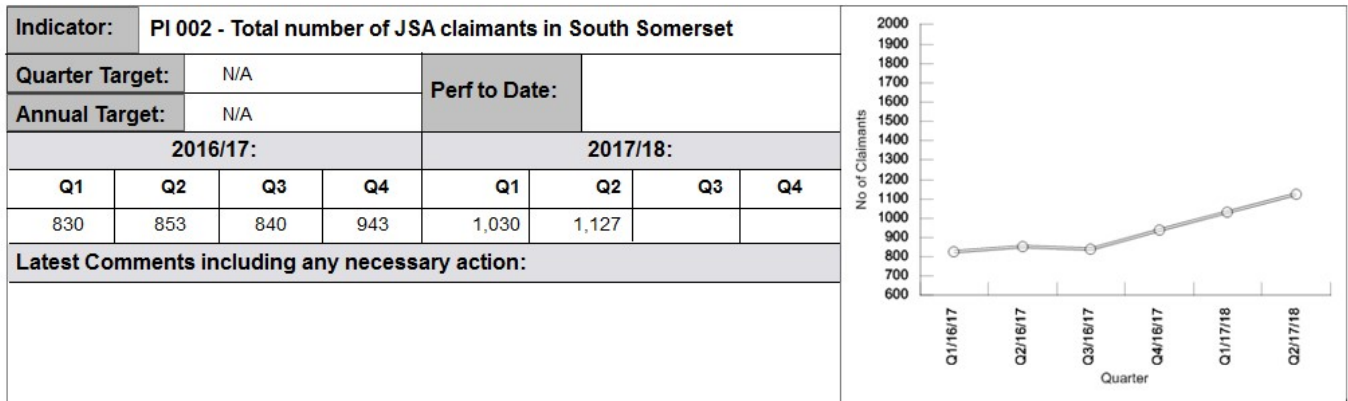 Indicator: PI 002 - Total number of JSA claimants in South Somerset
Quarter Target: N/A
Perf to Date:
Annual Target: N/A
2016/17: 2017/18:
Q1 Q2 Q3 Q4 Q1 Q2 Q3 Q4
830 853 840 943 1,030 1,127
Latest Comments including any necessary action:
2000
1900
1800
1700
1600
1500
1400
1300
1200
1100
1000
900
800
700
600
No of Claimants
Q1/16/17
Q2/16/17
Q3/16/17
Q4/16/17
Q1/17/18
Q2/17/18
Quarter